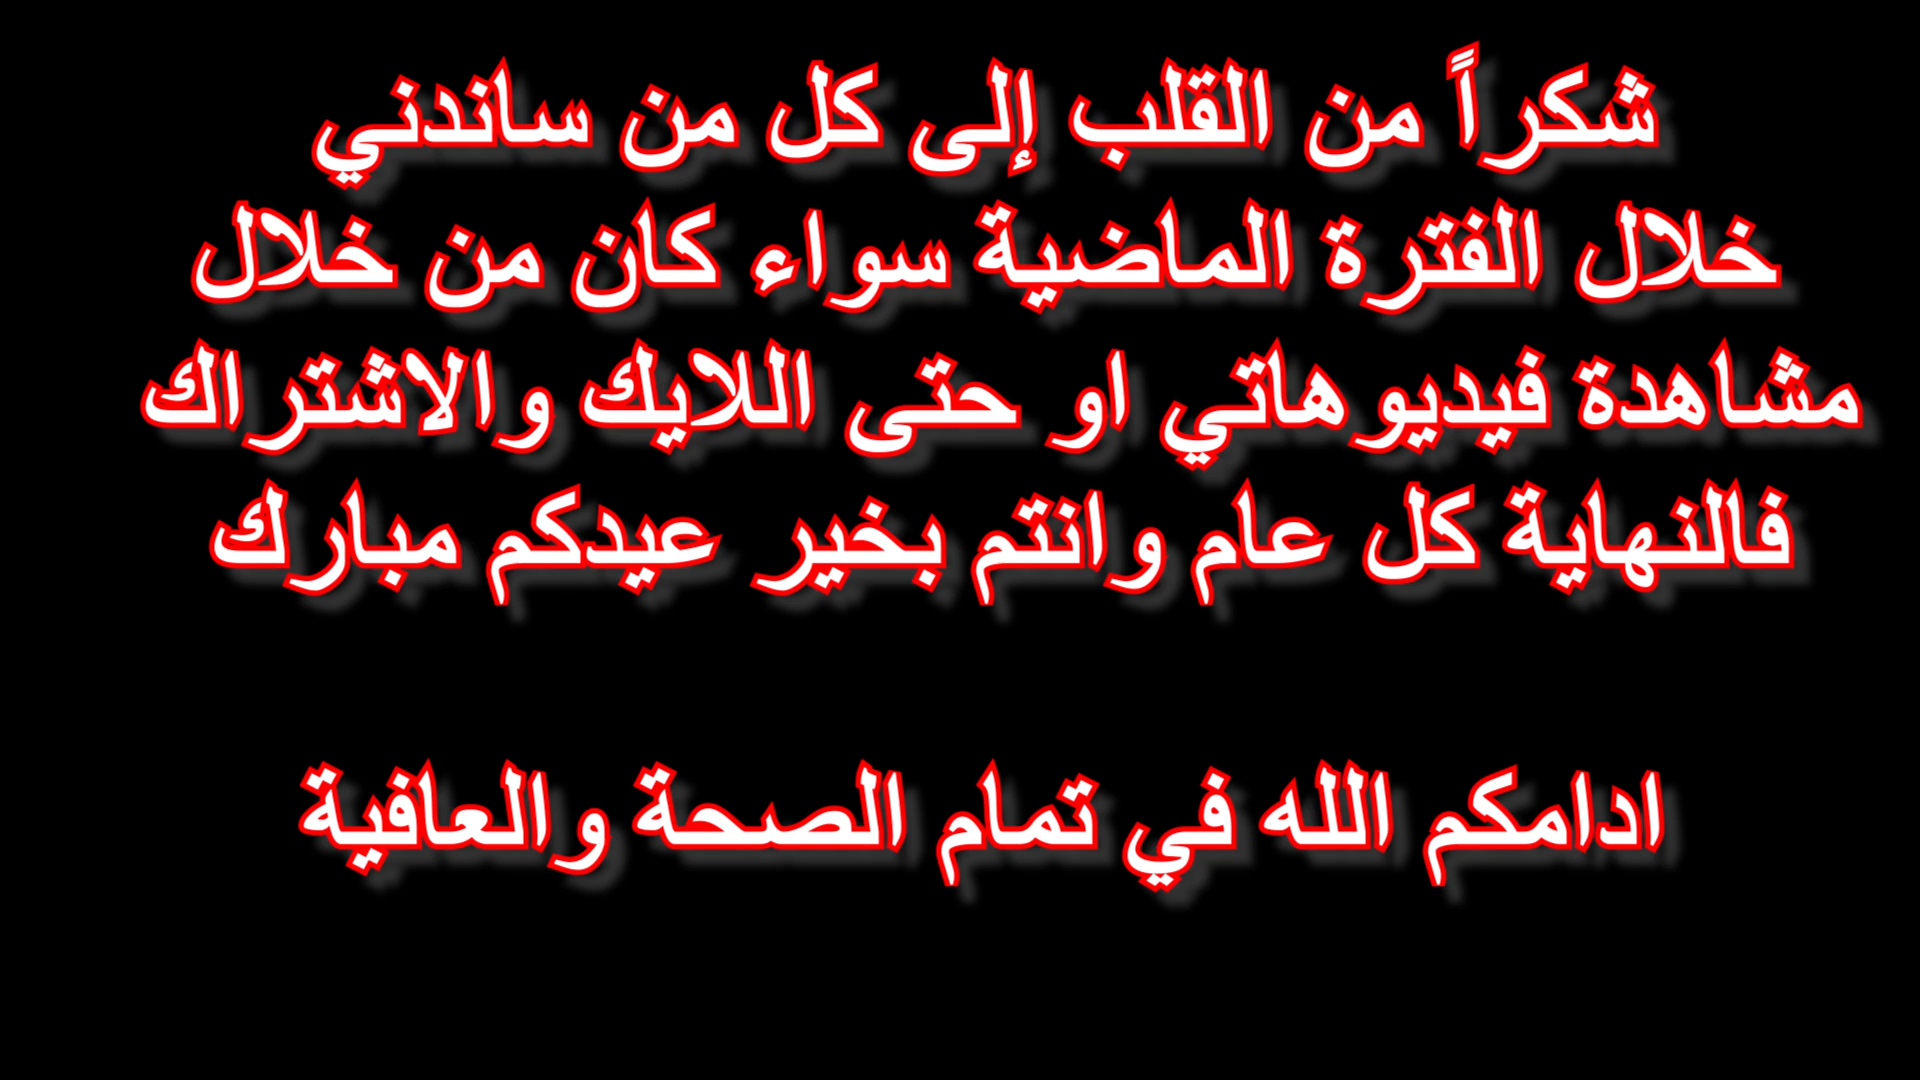 شكراً من القلب إلى كل من ساندني
خلال الفترة الماضية سواء كان من خلال
مشاهدة فيديوهاتي او حتى اللايك والاشتراك
فالنهاية كل عام وانتم بخير عيدكم مبارك
ادامكم الله في تمام الصحة والعافية